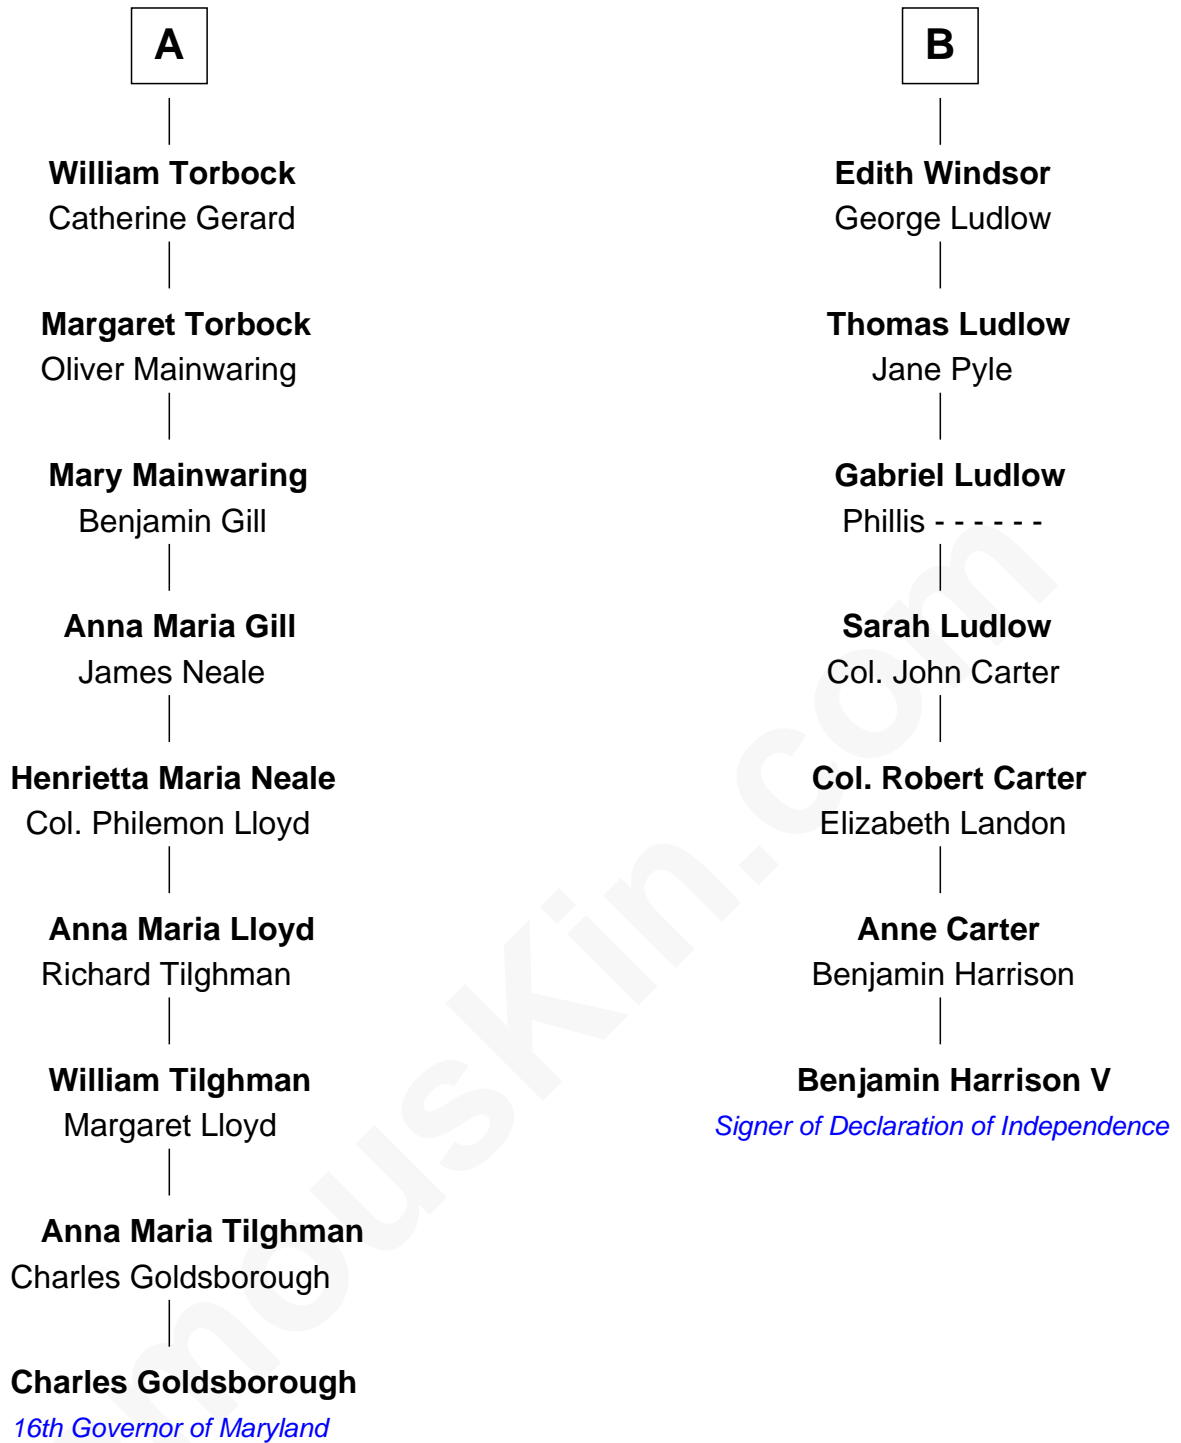 A
William Torbock
Catherine Gerard
Margaret Torbock
Oliver Mainwaring
Mary Mainwaring
Benjamin Gill
Anna Maria Gill
James Neale
Henrietta Maria Neale
Col. Philemon Lloyd
Anna Maria Lloyd
Richard Tilghman
William Tilghman
Margaret Lloyd
Anna Maria Tilghman
Charles Goldsborough
Charles Goldsborough
16th Governor of Maryland
B
Edith Windsor
George Ludlow
Thomas Ludlow
Jane Pyle
Gabriel Ludlow
Phillis - - - - - -
Sarah Ludlow
Col. John Carter
Col. Robert Carter
Elizabeth Landon
Anne Carter
Benjamin Harrison
Benjamin Harrison V
Signer of Declaration of Independence
mousKin.com